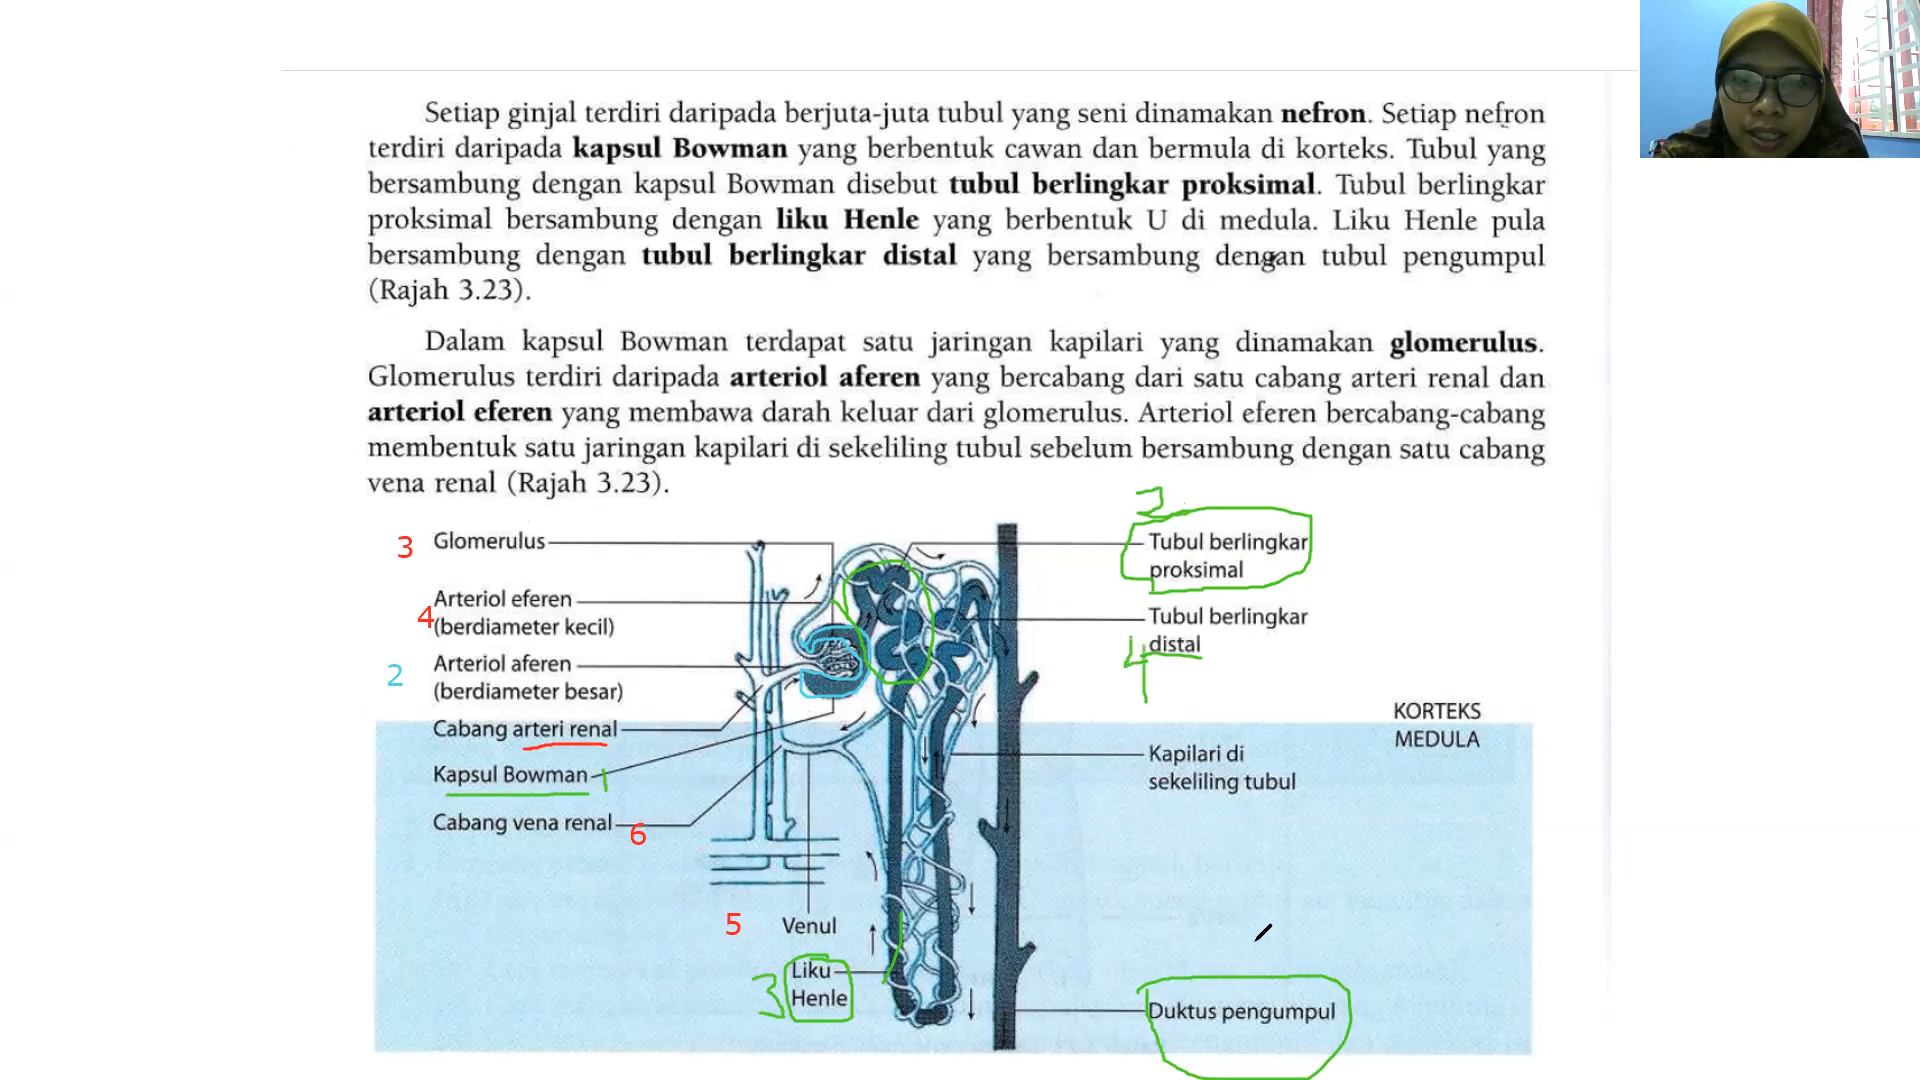 Setiap ginjal terdiri daripada berjuta-juta tubul yang seni dinamakan nefron. Setiap nefron
terdiri daripada kapsul Bowman yang berbentuk cawan dan bermula di korteks. Tubul yang
bersambung dengan kapsul Bowman disebut tubul berlingkar proksimal. Tubul berlingkar
proksimal bersambung dengan liku Henle yang berbentuk U di medula. Liku Henle pula
bersambung dengan tubul berlingkar distal yang bersambung dengan tubul pengumpul
(Rajah 3.23).
Dalam kapsul Bowman terdapat satu jaringan kapilari yang dinamakan glomerulus.
Glomerulus terdiri daripada arteriol aferen yang bercabang dari satu cabang arteri renal dan
arteriol eferen yang membawa darah keluar dari glomerulus. Arteriol eferen bercabang-cabang
membentuk satu jaringan kapilari di sekeliling tubul sebelum bersambung dengan satu cabang
vena renal (Rajah 3.23).
3 Glomerulus
4 Arteriol eferen
(berdiameter kecil)
2 Arteriol aferen
(berdiameter besar)
Cabang arteri renal
Kapsul Bowman 1
Cabang vena renal 6
5 Venul
3 Liku
Henle
2
Tubul berlingkar
proksimal
Tubul berlingkar
distal
4
KORTEKS
MEDULA
Kapilari di
sekeliling tubul
Duktus pengumpul